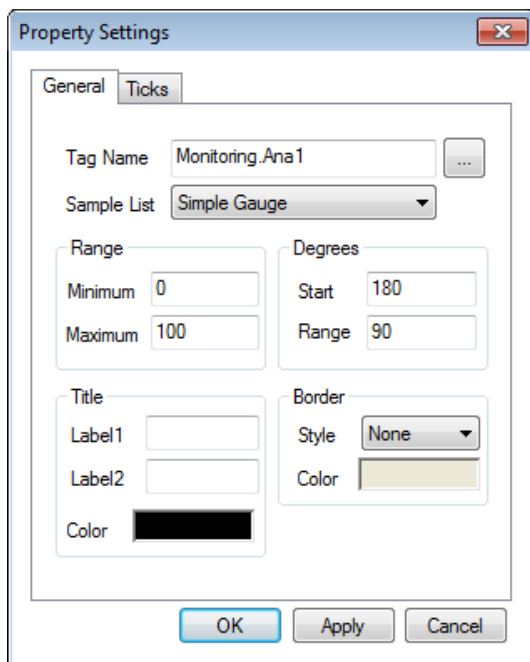 Property Settings
General Ticks
Tag Name Monitoring.Ana1 ...
Sample List Simple Gauge
Range Degrees
Minimum 0 Start 180
Maximum 100 Range 90
Title Border
Label1 Style None
Label2 Color
Color
OK Apply Cancel